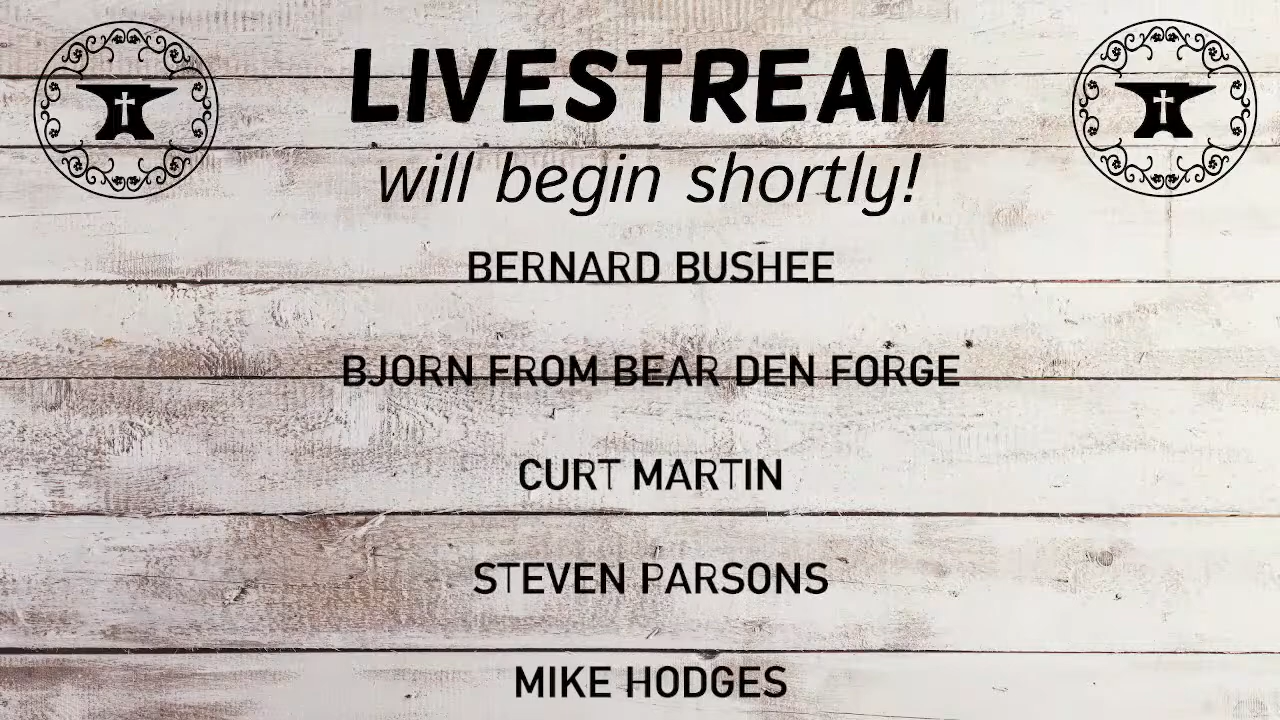 LIVESTREAM
will begin shortly!
BERNARD BUSHEE
BJORN FROM BEAR DEN FORGE
CURT MARTIN
STEVEN PARSONS
MIKE HODGES